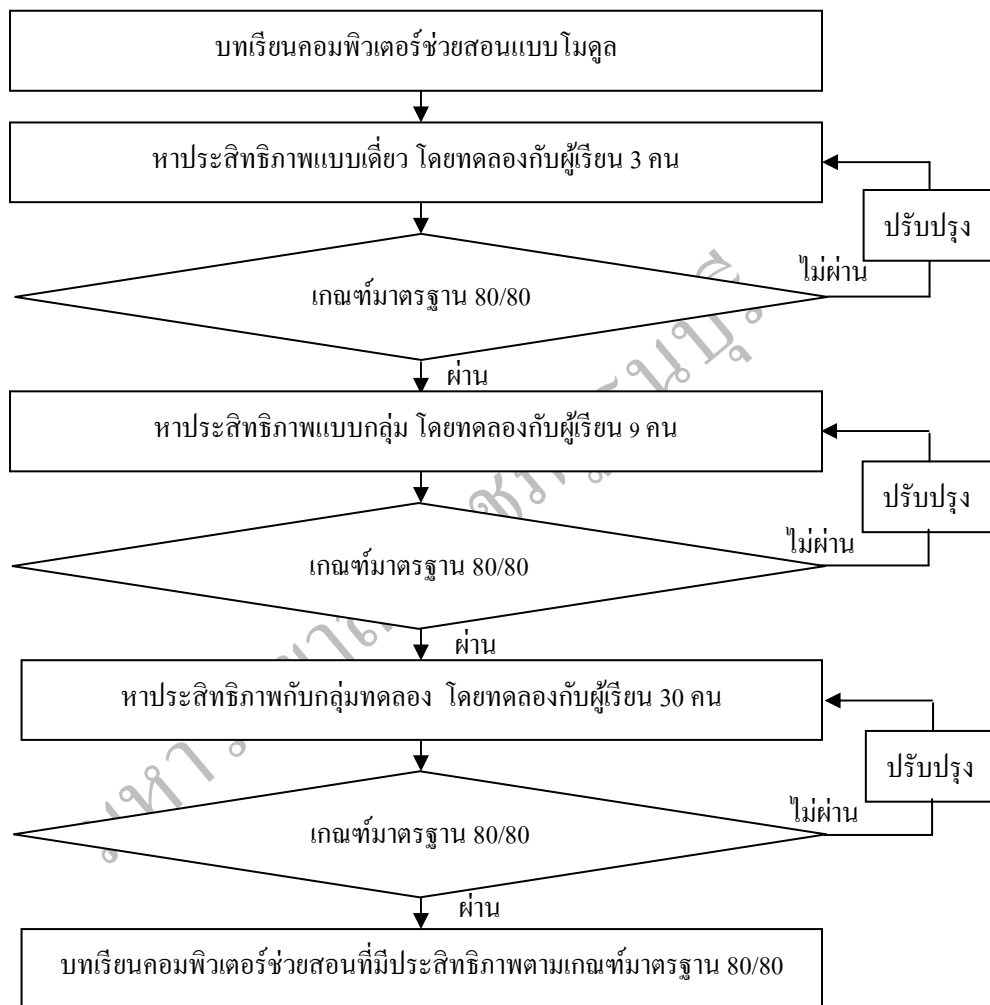 บทเรียนคอมพิวเตอร์ช่วยสอนแบบโมดูล
หาประสิทธิภาพแบบเดี่ยว โดยทดลองกับผู้เรียน 3 คน
ปรับปรุง
ไม่ผ่าน
เกณฑ์มาตรฐาน 80/80
ผ่าน
หาประสิทธิภาพแบบกลุ่ม โดยทดลองกับผู้เรียน 9 คน
ปรับปรุง
ไม่ผ่าน
เกณฑ์มาตรฐาน 80/80
ผ่าน
หาประสิทธิภาพกับกลุ่มทดลอง โดยทดลองกับผู้เรียน 30 คน
ปรับปรุง
ไม่ผ่าน
เกณฑ์มาตรฐาน 80/80
ผ่าน
บทเรียนคอมพิวเตอร์ช่วยสอนที่มีประสิทธิภาพตามเกณฑ์มาตรฐาน 80/80